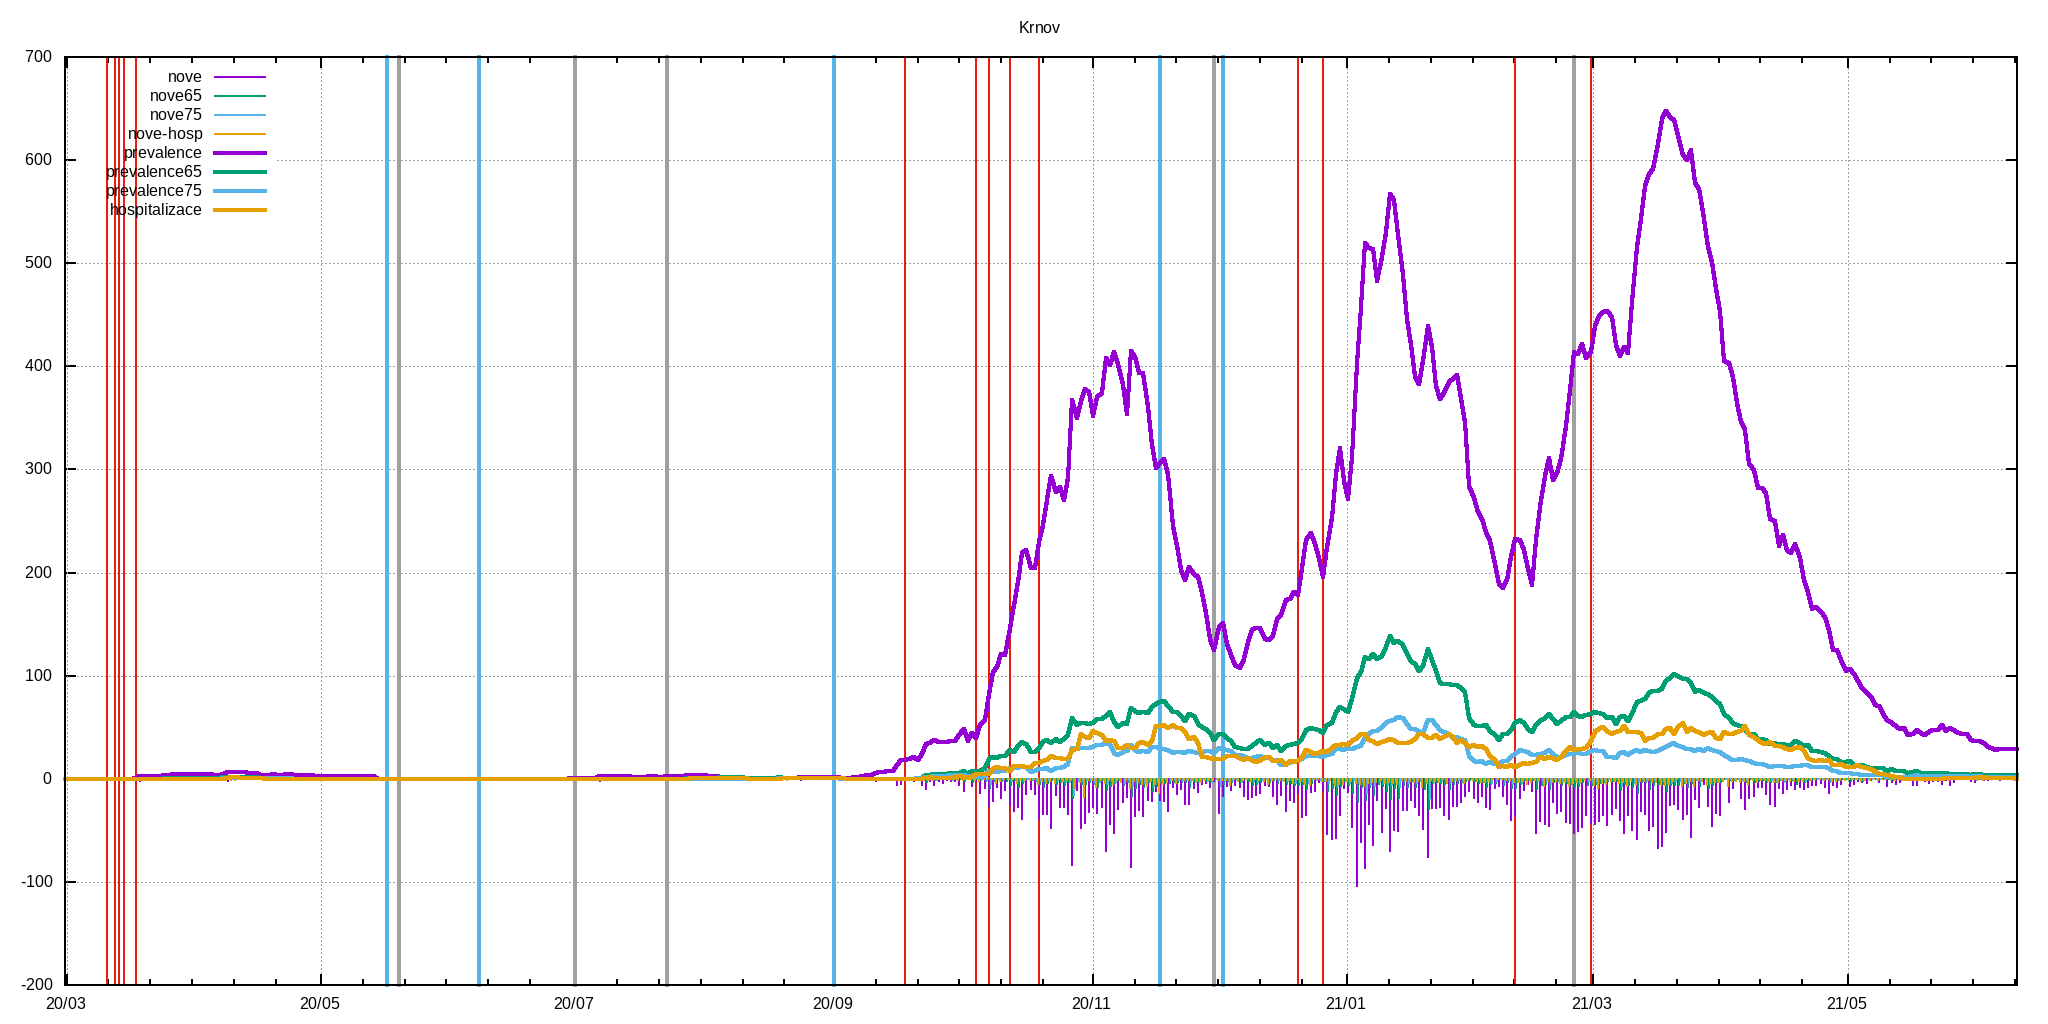 Krnov
700
600
500
400
300
200
100
0
-100
-200
nove
nove65
nove75
nove-hosp
prevalence
prevalence65
prevalence75
hospitalizace
20/03 20/05 20/07 20/09 20/11 21/01 21/03 21/05